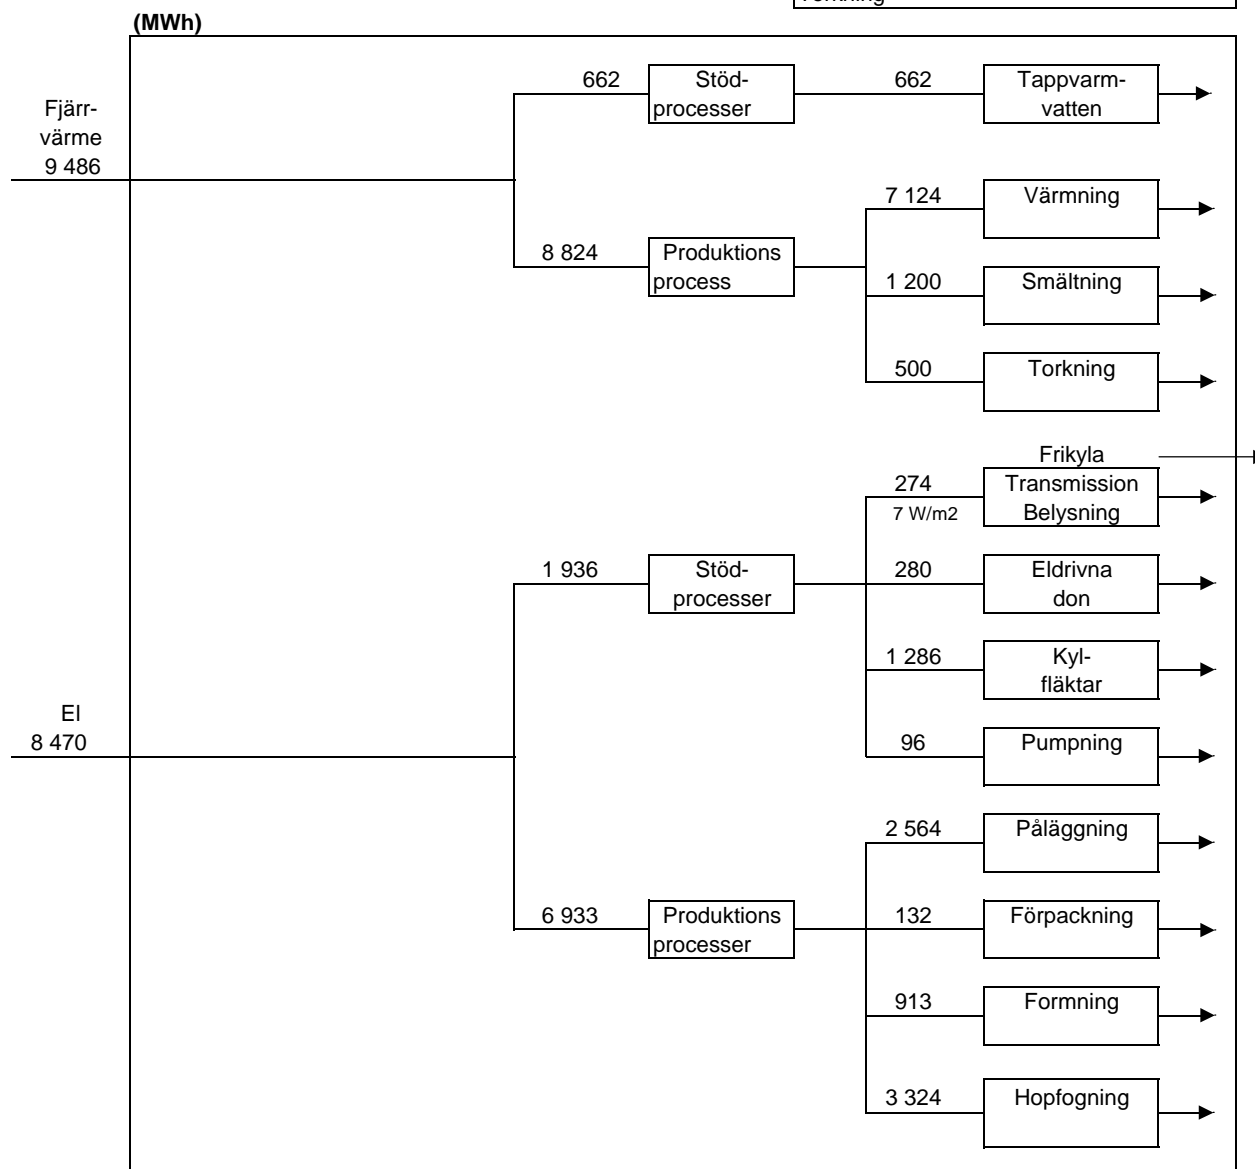 Torkning
(MWh)
662
Stöd-
processer
662
Tappvarm-
vatten
Fjärr-
värme
9 486
7 124
Värmning
8 824
Produktions
process
1 200
Smältning
500
Torkning
Frikyla
274
7 W/m2
Transmission
Belysning
1 936
Stöd-
processer
280
Eldrivna
don
1 286
Kyl-
fläktar
El
8 470
96
Pumpning
2 564
Påläggning
6 933
Produktions
processer
132
Förpackning
913
Formning
3 324
Hopfogning